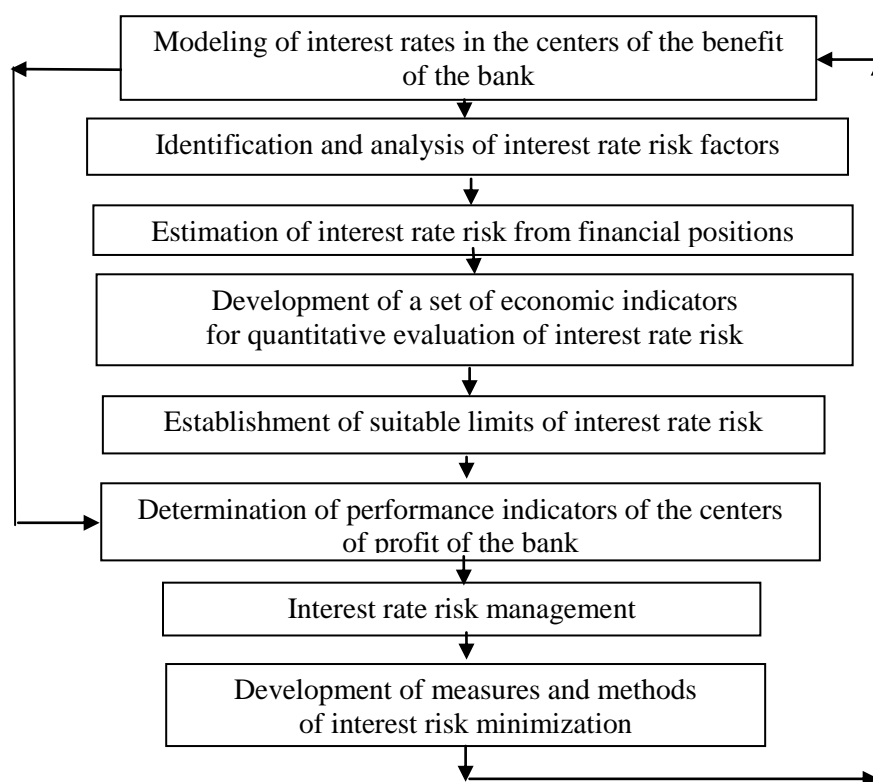 Modeling of interest rates in the centers of the benefit
of the bank
Identification and analysis of interest rate risk factors
Estimation of interest rate risk from financial positions
Development of a set of economic indicators
for quantitative evaluation of interest rate risk
Establishment of suitable limits of interest rate risk
Determination of performance indicators of the centers
of profit of the bank
Interest rate risk management
Development of measures and methods
of interest risk minimization